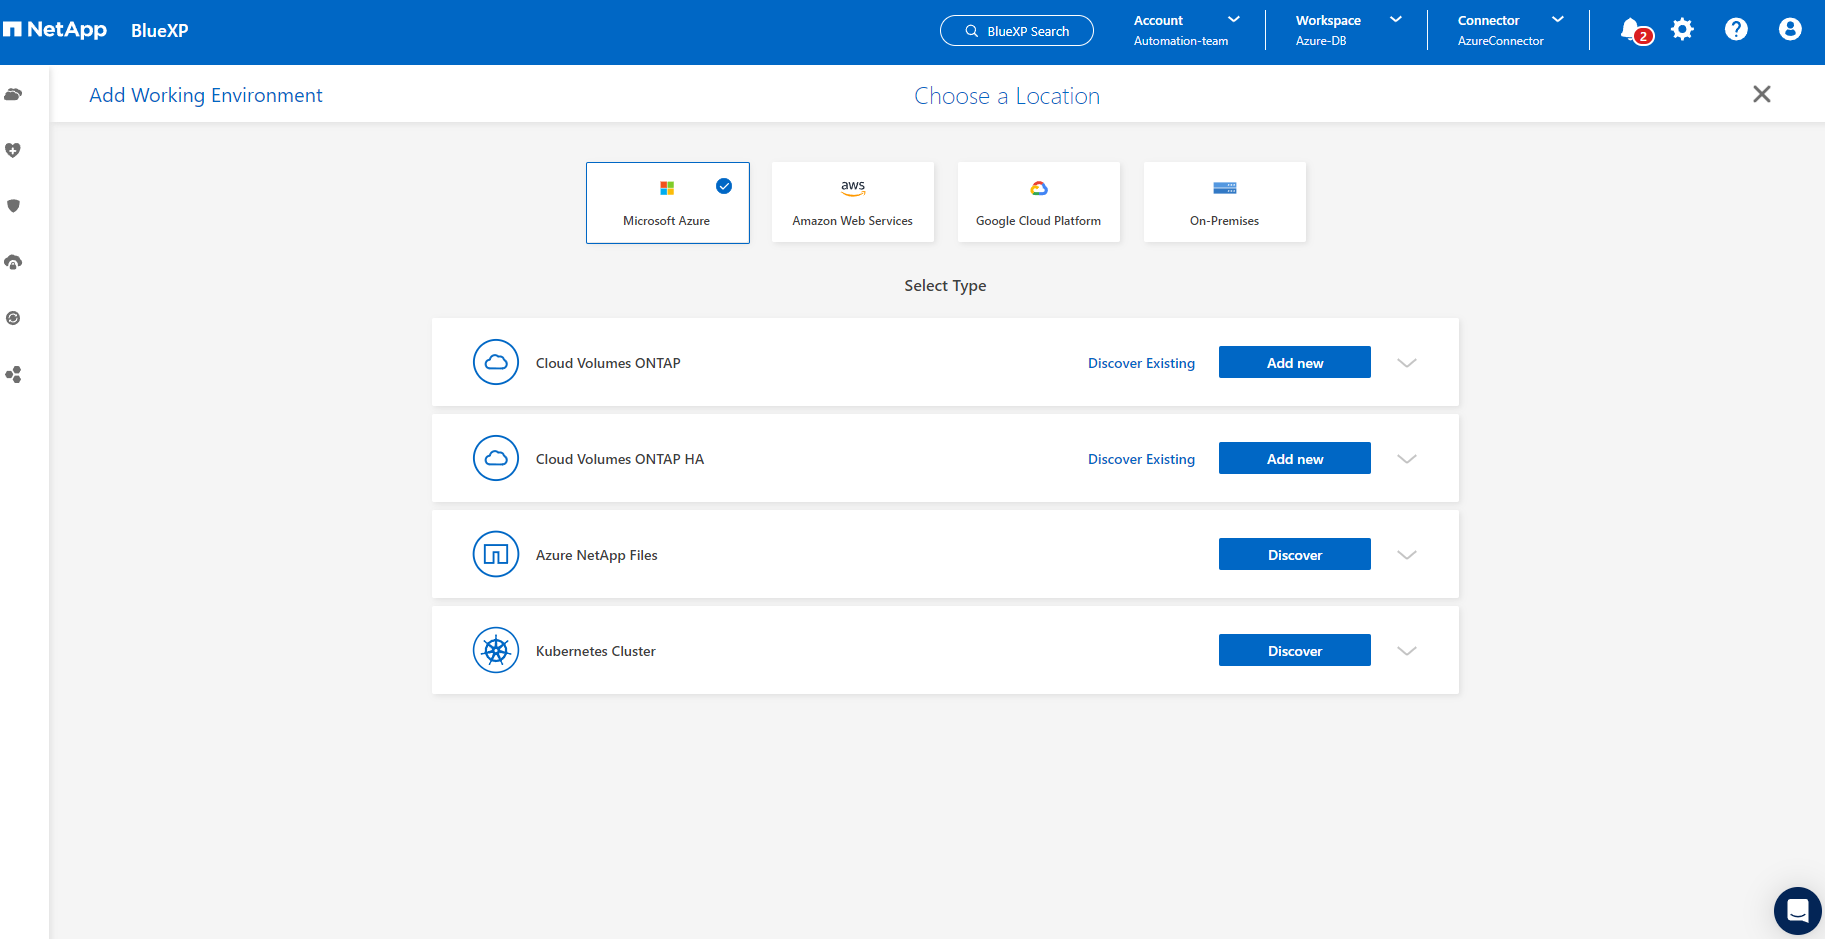 NetApp BlueXP BlueXP Search Account Workspace Connector
Automation-team Azure-DB AzureConnector 2
Add Working Environment Choose a Location
aws
Microsoft Azure Amazon Web Services Google Cloud Platform On-Premises
Select Type
Cloud Volumes ONTAP Discover Existing Add new
Cloud Volumes ONTAP HA Discover Existing Add new
Azure NetApp Files Discover
Kubernetes Cluster Discover